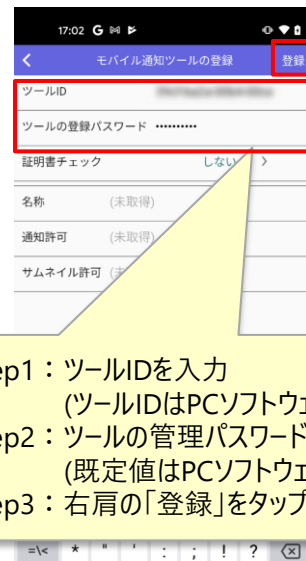 17:02 G
モバイル通知ツールの登録 登録
ツールID
ツールの登録パスワード ••••••••••
証明書チェック しない
名称 (未取得)
通知許可 (未取得)
サムネイル許可
ep1：ツールIDを入力
(ツールIDはPCソフトウェ
ep2：ツールの管理パスワード
(既定値はPCソフトウェ
ep3：右肩の「登録」をタップ
=\< * " ' : ; ! ?